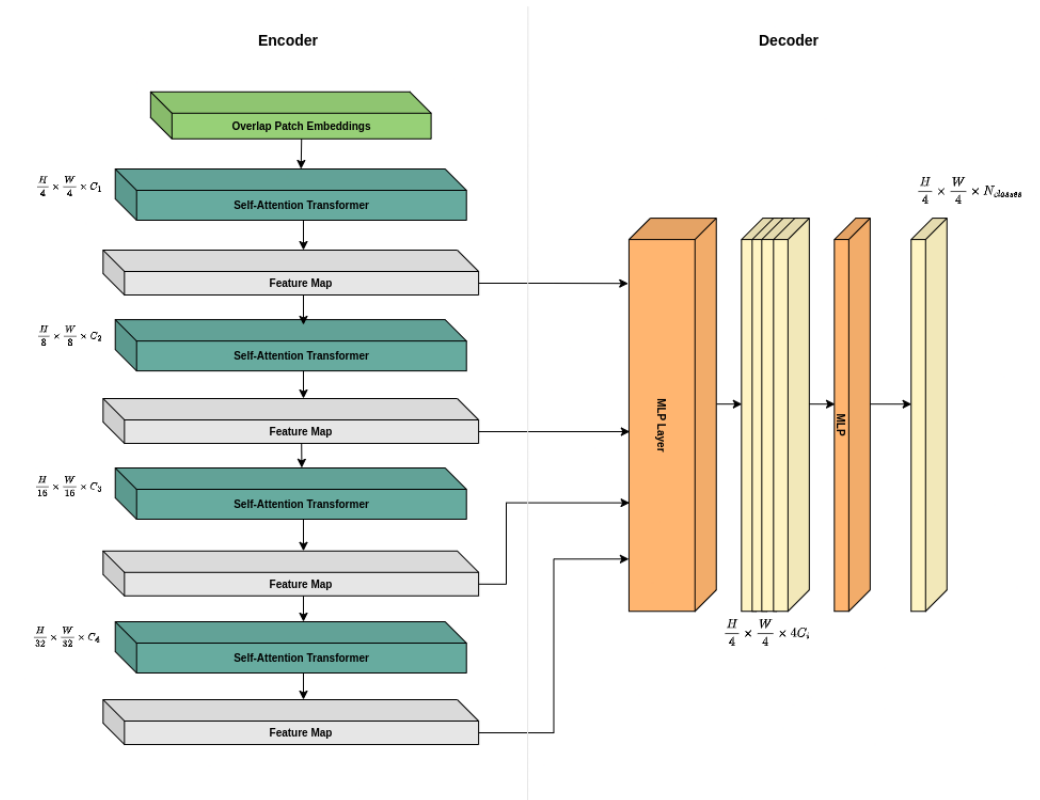 Encoder
Decoder
Overlap Patch Embeddings
H/4 × W/4 × C₁
Self-Attention Transformer
Feature Map
H/8 × W/8 × C₂
Self-Attention Transformer
Feature Map
H/16 × W/16 × C₃
Self-Attention Transformer
Feature Map
H/32 × W/32 × C₄
Self-Attention Transformer
Feature Map
MLP Layer
H/4 × W/4 × 4Cᵢ
MLP
H/4 × W/4 × N_classes